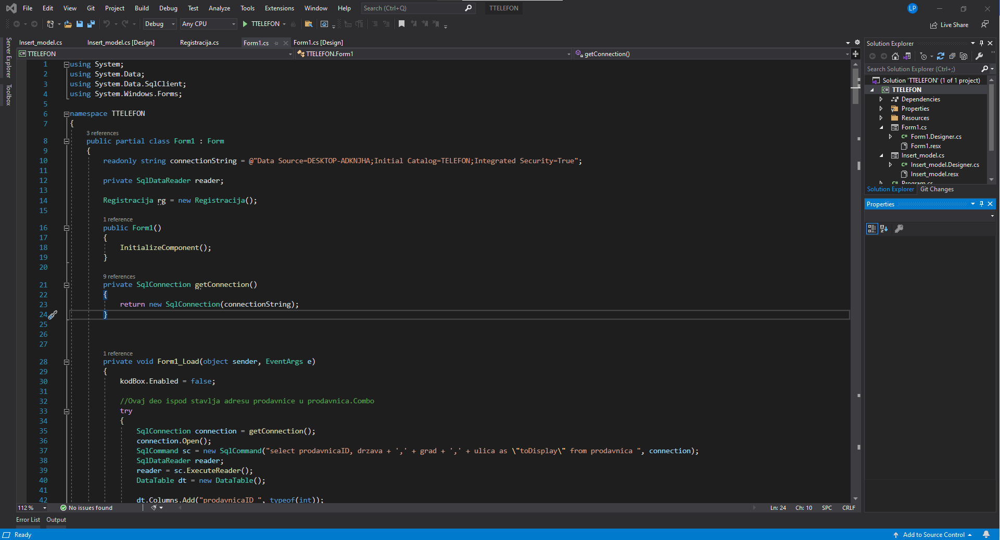 File Edit View Git Project Build Debug Test Analyze Tools Extensions Window Help Search (Ctrl+Q) TTELEFON LP
Debug Any CPU TTELEFON Live Share
Server Explorer
Toolbox
Insert_model.cs Insert_model.cs [Design] Registracija.cs Form1.cs Form1.cs [Design]
C# TTELEFON TTELEFON.Form1 getConnection()
1 using System;
2 using System.Data;
3 using System.Data.SqlClient;
4 using System.Windows.Forms;
5
6 namespace TTELEFON
7 {
3 references
8 public partial class Form1 : Form
9 {
10 readonly string connectionString = @"Data Source=DESKTOP-ADKNJHA;Initial Catalog=TELEFON;Integrated Security=True";
11
12 private SqlDataReader reader;
13
14 Registracija rg = new Registracija();
15
1 reference
16 public Form1()
17 {
18 InitializeComponent();
19 }
20
9 references
21 private SqlConnection getConnection()
22 {
23 return new SqlConnection(connectionString);
24 }
25
26
27
1 reference
28 private void Form1_Load(object sender, EventArgs e)
29 {
30 kodBox.Enabled = false;
31
32 //Ovaj deo ispod stavlja adresu prodavnice u prodavnica.Combo
33 try
34 {
35 SqlConnection connection = getConnection();
36 connection.Open();
37 SqlCommand sc = new SqlCommand("select prodavnicaID, drzava + ',' + grad + ',' + ulica as \"toDisplay\" from prodavnica ", connection);
38 SqlDataReader reader;
39 reader = sc.ExecuteReader();
40 DataTable dt = new DataTable();
41
42 dt.Columns.Add("prodavnicaID ", typeof(int));
112 % No issues found Ln: 24 Ch: 10 SPC CRLF
Error List Output
Ready Add to Source Control
Solution Explorer
Search Solution Explorer (Ctrl+;)
Solution 'TTELEFON' (1 of 1 project)
C# TTELEFON
Dependencies
Properties
Resources
Form1.cs
C# Form1.Designer.cs
Form1.resx
Insert_model.cs
C# Insert_model.Designer.cs
Insert_model.resx
C# Program.cs
Solution Explorer Git Changes
Properties